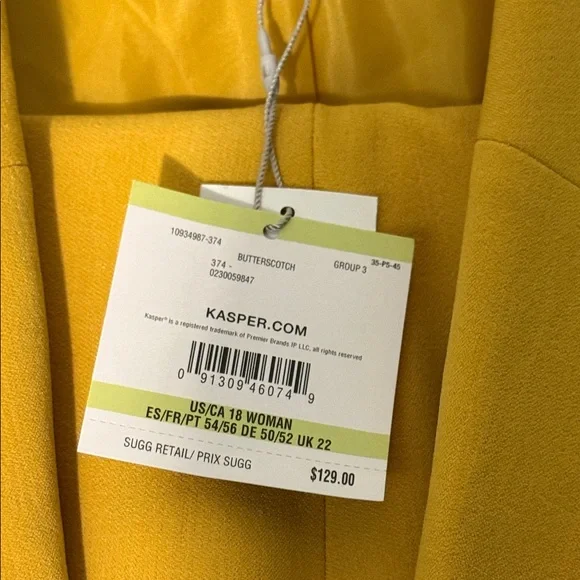 10934987-374
374 - BUTTERSCOTCH GROUP 3 35-P5-45
0230059847
KASPER.COM
Kasper® is a registered trademark of Premier Brands IP LLC, all rights reserved
0 91309 46074 9
US/CA 18 WOMAN
ES/FR/PT 54/56 DE 50/52 UK 22
SUGG RETAIL/ PRIX SUGG $129.00